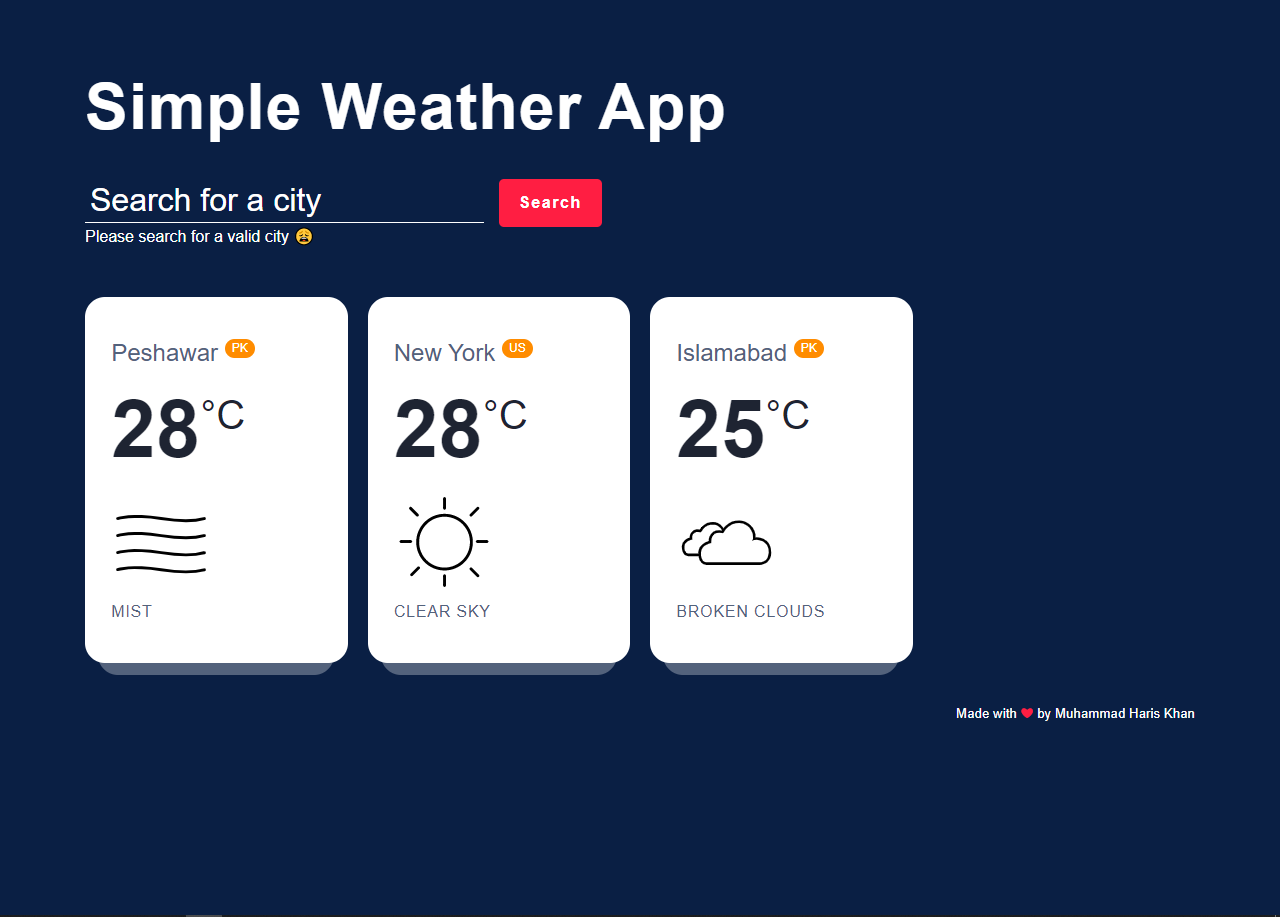 Simple Weather App
Search for a city
Search
Please search for a valid city 😩
Peshawar PK
28°C
MIST
New York US
28°C
CLEAR SKY
Islamabad PK
25°C
BROKEN CLOUDS
Made with ❤ by Muhammad Haris Khan